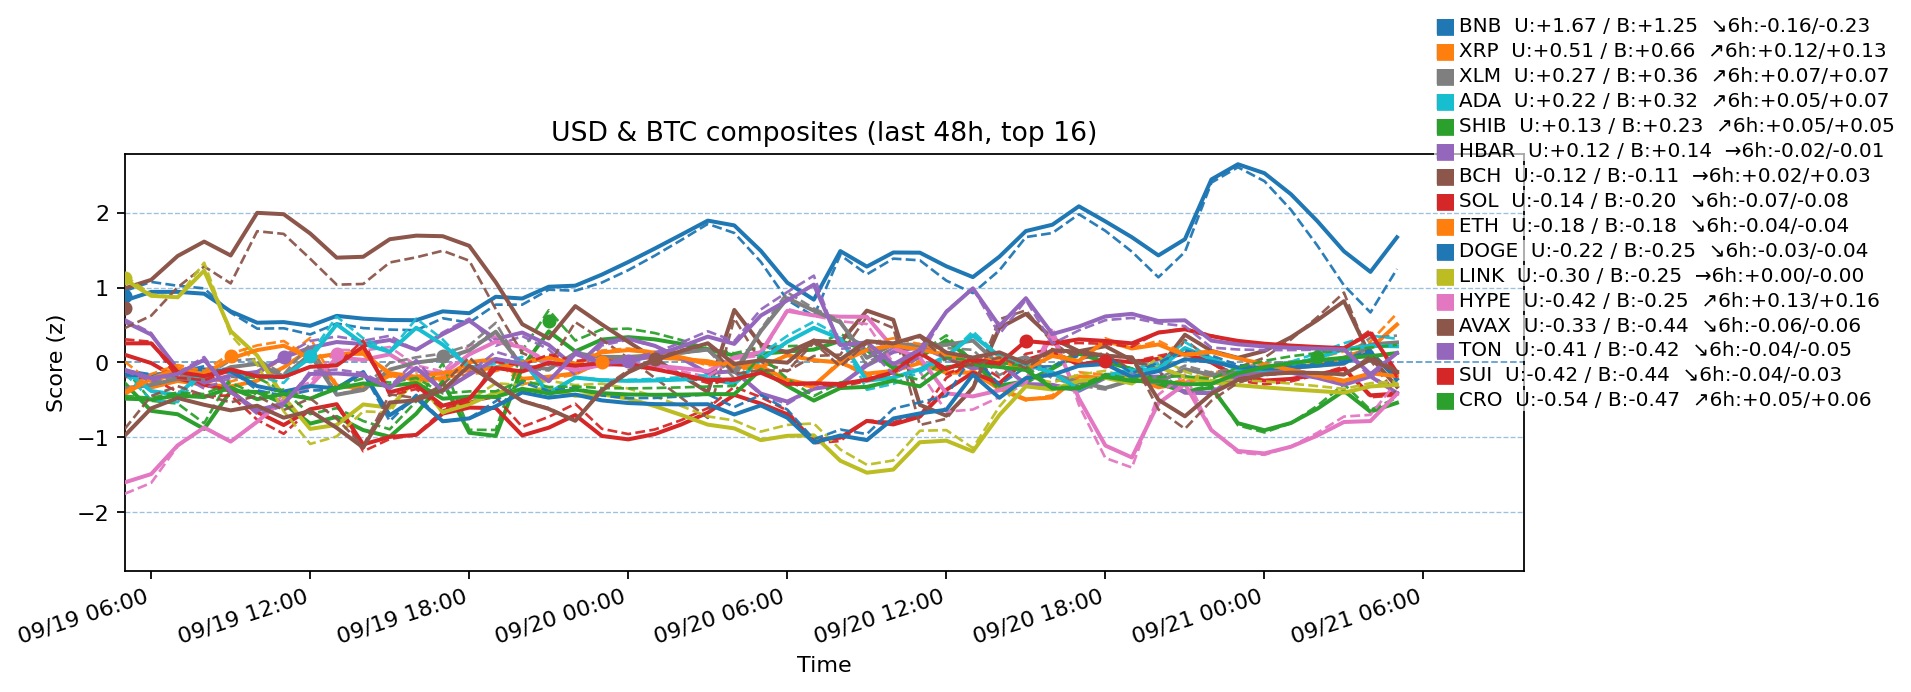 BNB U:+1.67 / B:+1.25 ↘6h:-0.16/-0.23
XRP U:+0.51 / B:+0.66 ↗6h:+0.12/+0.13
XLM U:+0.27 / B:+0.36 ↗6h:+0.07/+0.07
ADA U:+0.22 / B:+0.32 ↗6h:+0.05/+0.07
SHIB U:+0.13 / B:+0.23 ↗6h:+0.05/+0.05
HBAR U:+0.12 / B:+0.14 →6h:-0.02/-0.01
BCH U:-0.12 / B:-0.11 →6h:+0.02/+0.03
SOL U:-0.14 / B:-0.20 ↘6h:-0.07/-0.08
ETH U:-0.18 / B:-0.18 ↘6h:-0.04/-0.04
DOGE U:-0.22 / B:-0.25 ↘6h:-0.03/-0.04
LINK U:-0.30 / B:-0.25 →6h:+0.00/-0.00
HYPE U:-0.42 / B:-0.25 ↗6h:+0.13/+0.16
AVAX U:-0.33 / B:-0.44 ↘6h:-0.06/-0.06
TON U:-0.41 / B:-0.42 ↘6h:-0.04/-0.05
SUI U:-0.42 / B:-0.44 ↘6h:-0.04/-0.03
CRO U:-0.54 / B:-0.47 ↗6h:+0.05/+0.06
USD & BTC composites (last 48h, top 16)
Score (z)
2
1
0
−1
−2
09/19 06:00
09/19 12:00
09/19 18:00
09/20 00:00
09/20 06:00
09/20 12:00
09/20 18:00
09/21 00:00
09/21 06:00
Time